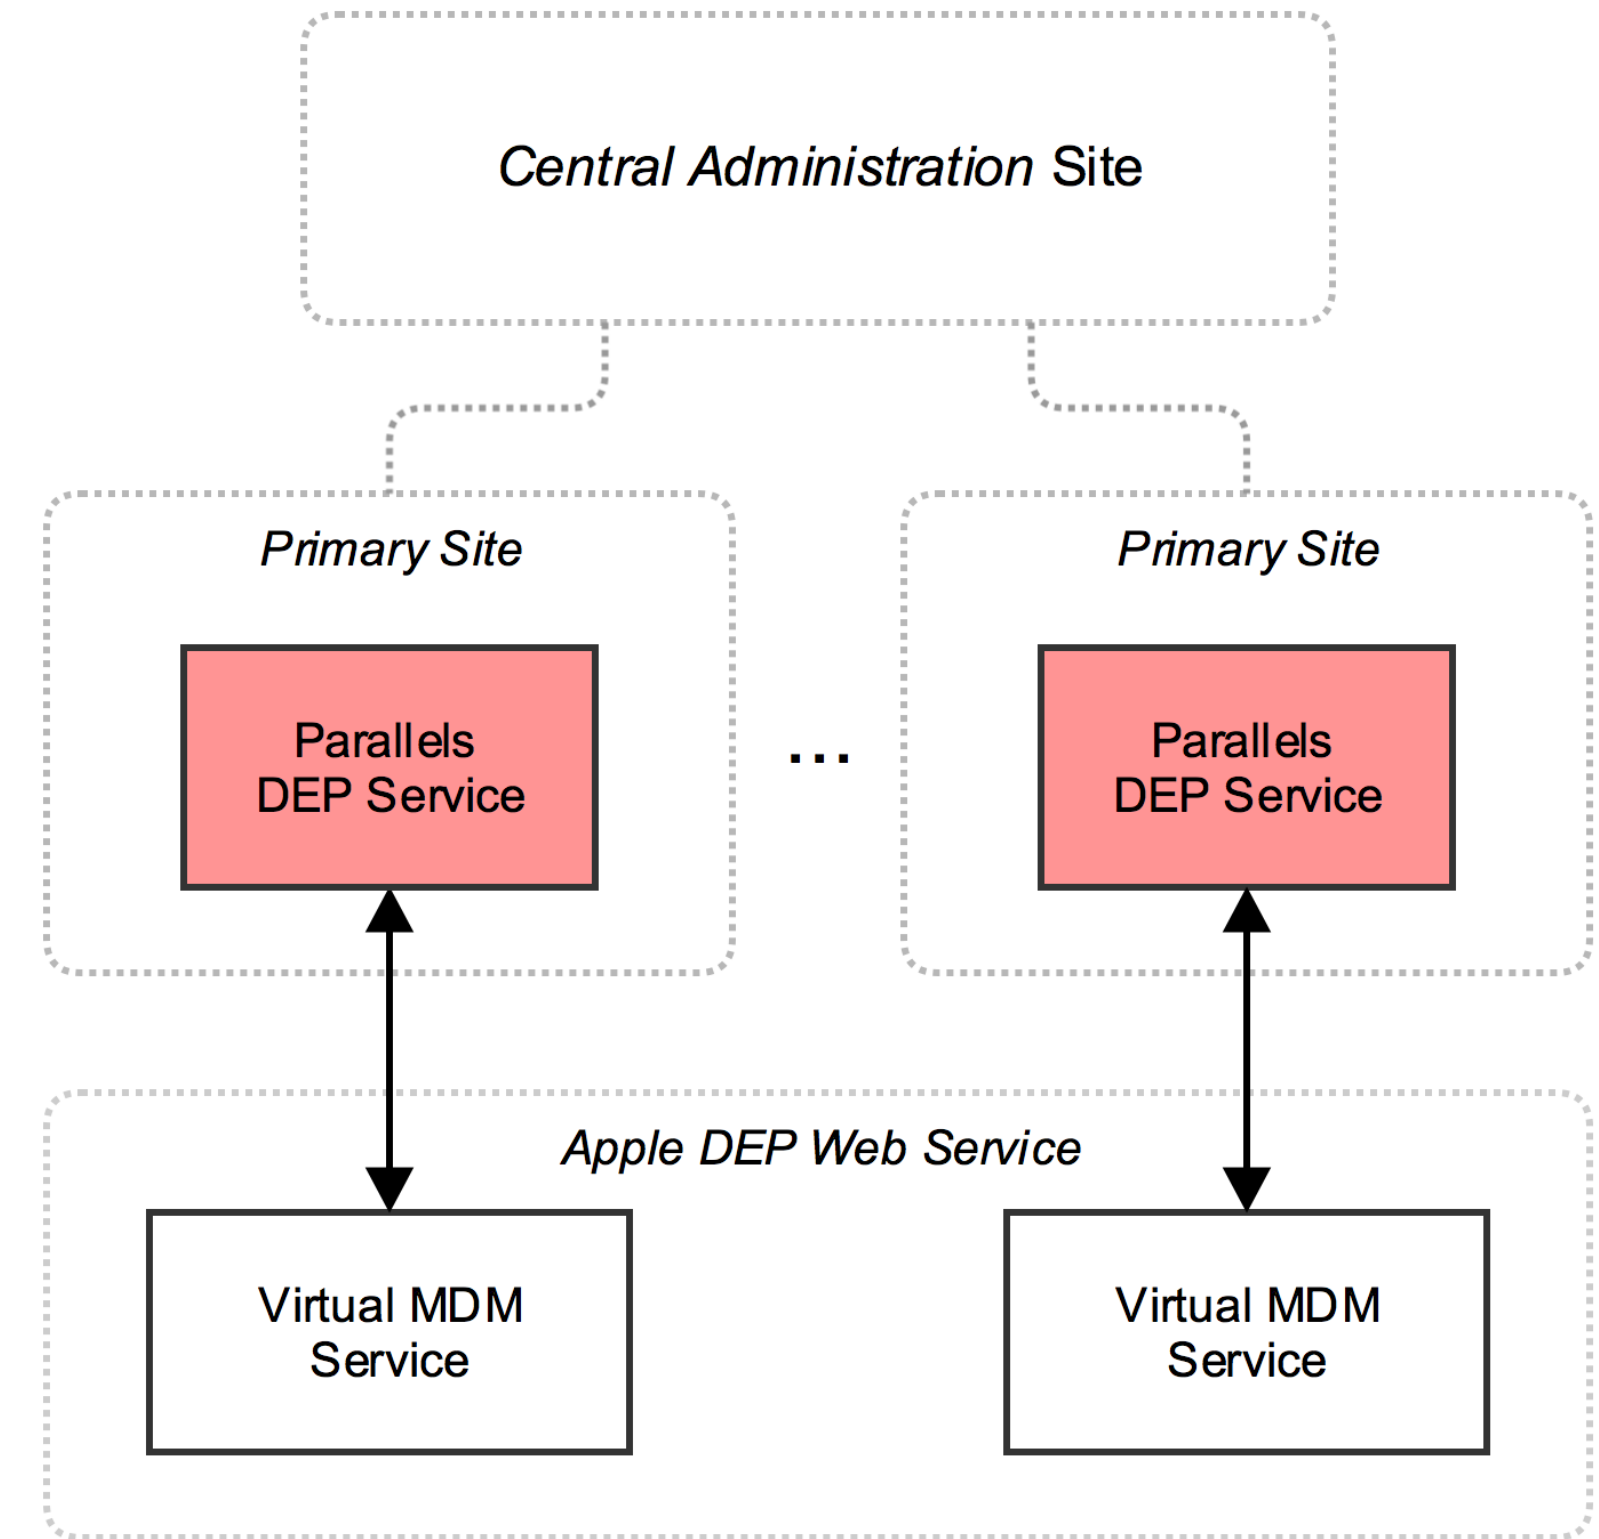 Central Administration Site
Primary Site
Primary Site
Parallels
DEP Service
...
Parallels
DEP Service
Apple DEP Web Service
Virtual MDM
Service
Virtual MDM
Service